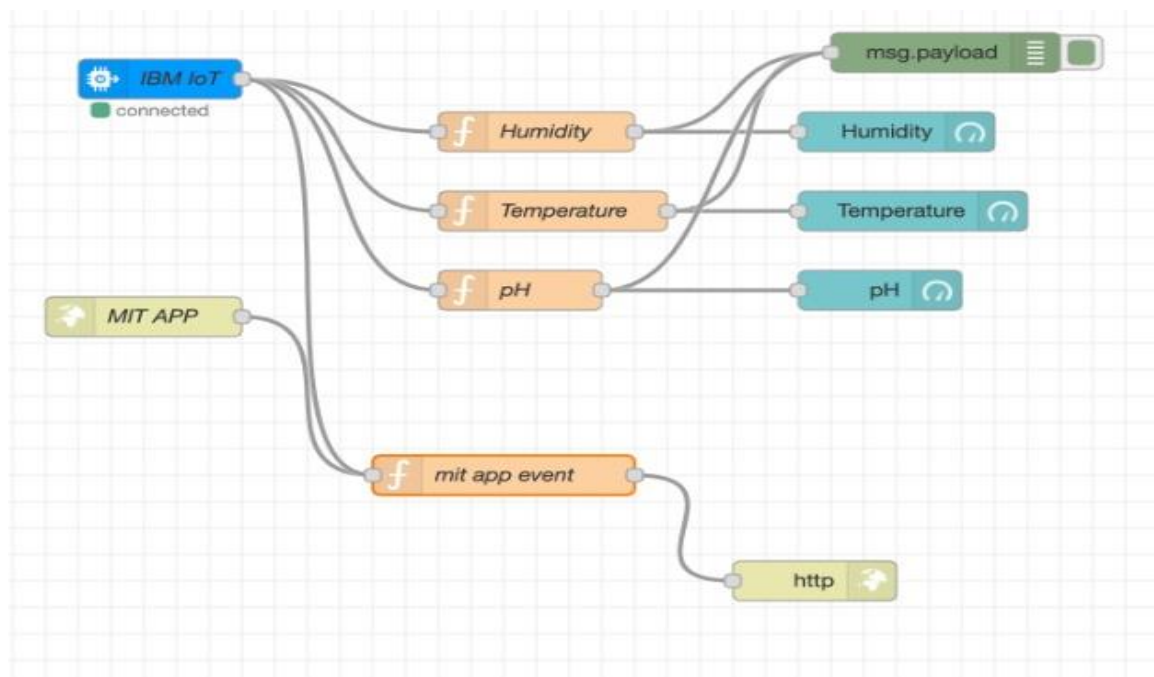 msg.payload
IBM IoT
connected
Humidity
Humidity
Temperature
Temperature
pH
pH
MIT APP
mit app event
http